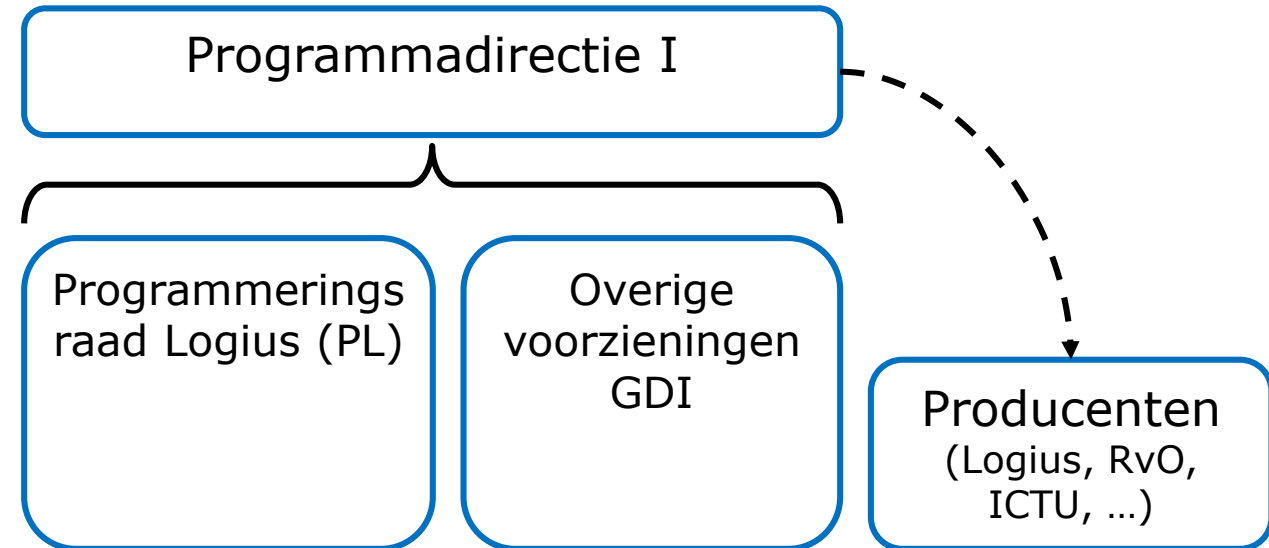 Programmadirectie I
Programmerings
raad Logius (PL)
Overige
voorzieningen
GDI
Producenten
(Logius, RvO,
ICTU, …)